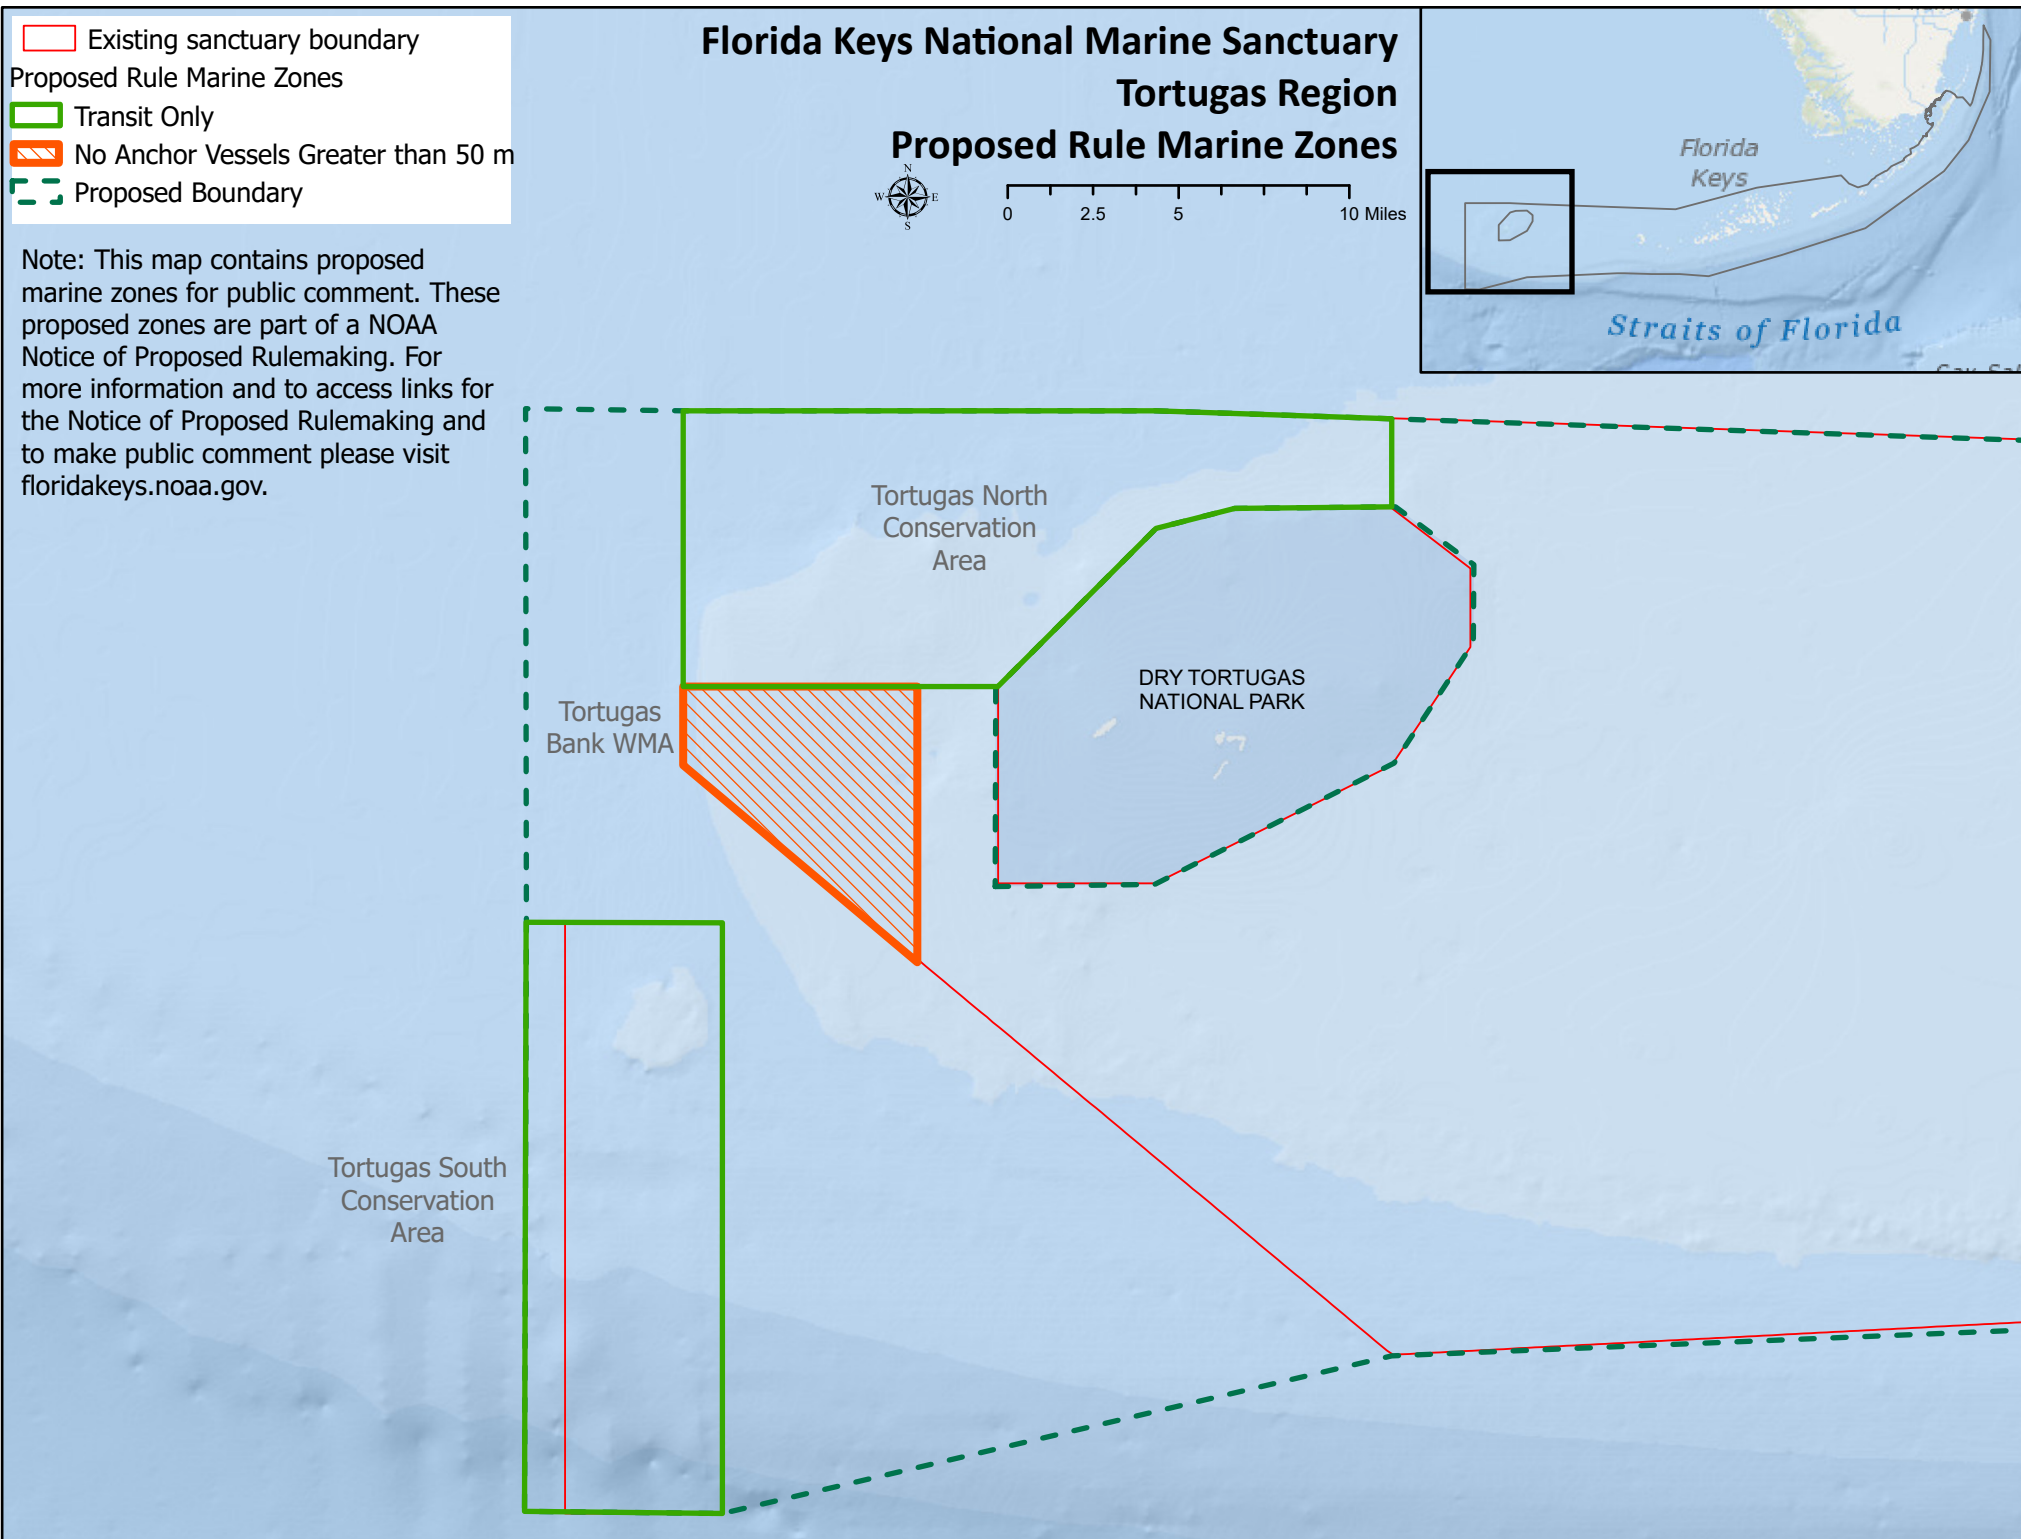 Existing sanctuary boundary
Proposed Rule Marine Zones
Transit Only
No Anchor Vessels Greater than 50 m
Proposed Boundary
Note: This map contains proposed
marine zones for public comment. These
proposed zones are part of a NOAA
Notice of Proposed Rulemaking. For
more information and to access links for
the Notice of Proposed Rulemaking and
to make public comment please visit
floridakeys.noaa.gov.
Florida Keys National Marine Sanctuary
Tortugas Region
Proposed Rule Marine Zones
N
W E
S
0 2.5 5 10 Miles
Florida
Keys
Straits of Florida
Tortugas North
Conservation
Area
DRY TORTUGAS
NATIONAL PARK
Tortugas
Bank WMA
Tortugas South
Conservation
Area